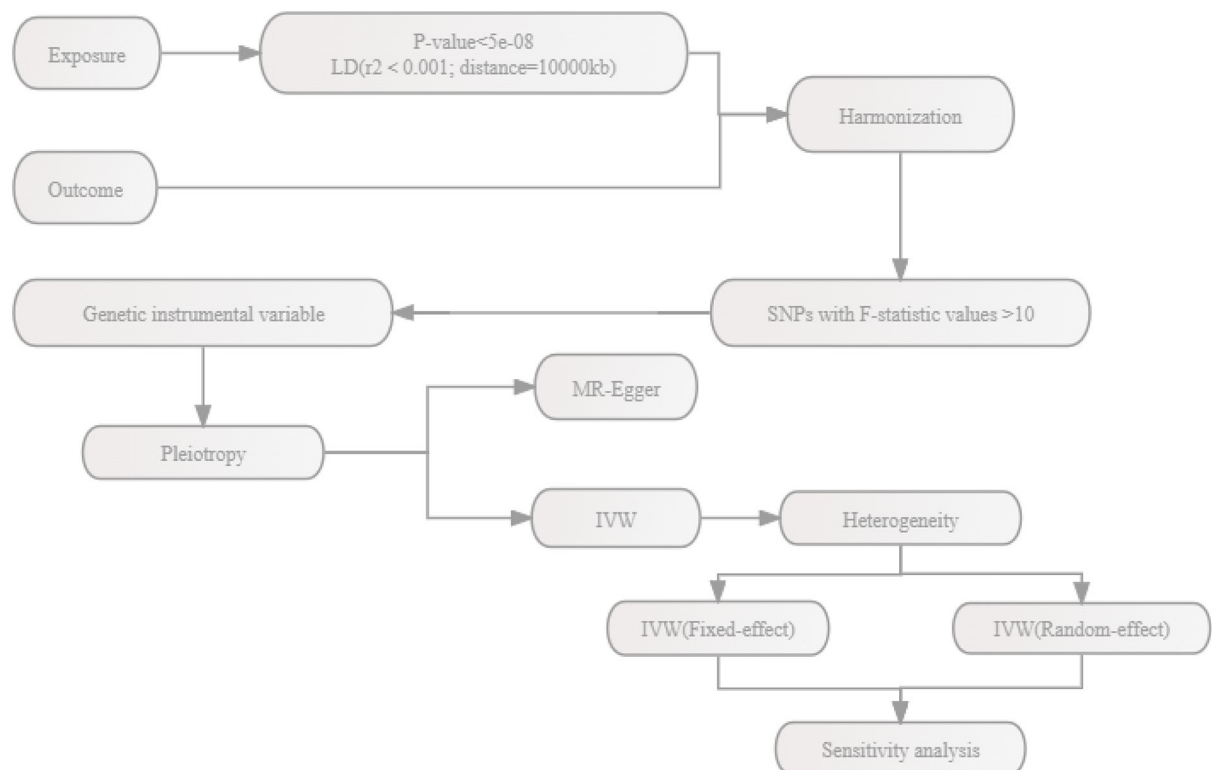 Exposure
P-value<5e-08
LD(r2 < 0.001; distance=10000kb)
Harmonization
Outcome
Genetic instrumental variable
SNPs with F-statistic values >10
MR-Egger
Pleiotropy
IVW
Heterogeneity
IVW(Fixed-effect)
IVW(Random-effect)
Sensitivity analysis